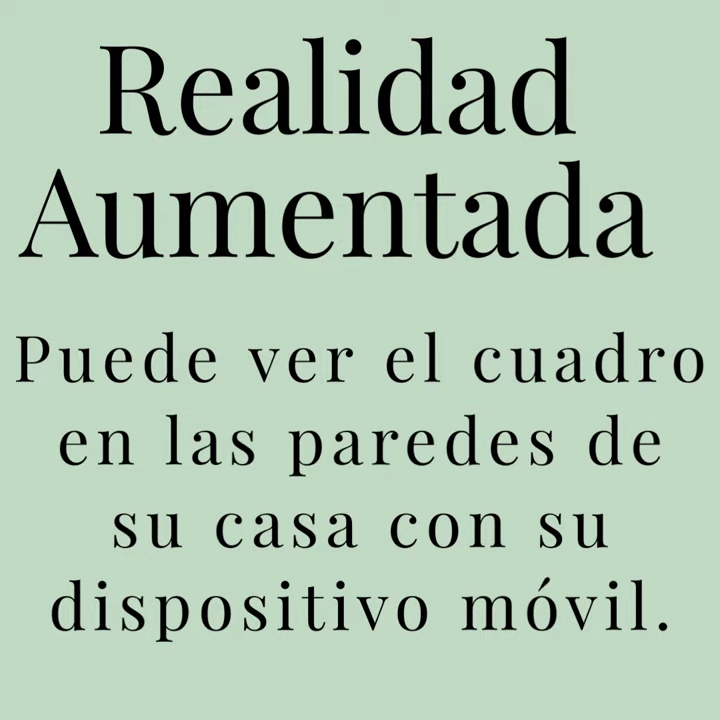 Realidad
Aumentada
Puede ver el cuadro
en las paredes de
su casa con su
dispositivo móvil.